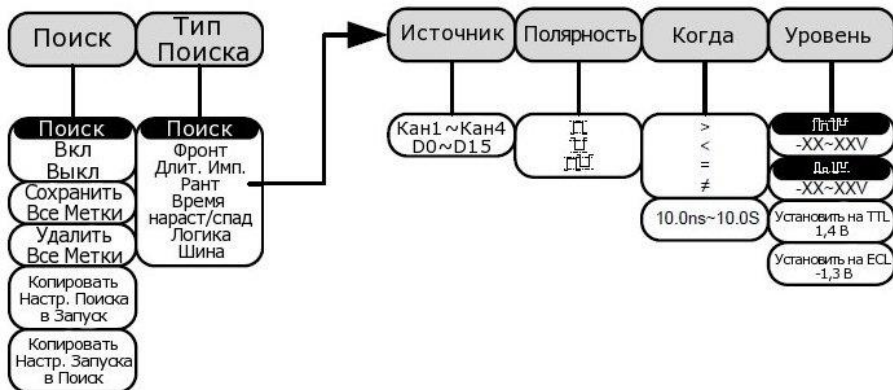 Поиск
Тип
Поиска
Источник
Полярность
Когда
Уровень
Поиск
Вкл
Выкл
Сохранить
Все Метки
Удалить
Все Метки
Копировать
Настр. Поиска
в Запуск
Копировать
Настр. Запуска
в Поиск
Поиск
Фронт
Длит. Имп.
Рант
Время
нараст/спад
Логика
Шина
Кан1~Кан4
D0~D15
>
<
=
≠
10.0ns~10.0S
-XX~XXV
-XX~XXV
Установить на TTL
1,4 В
Установить на ECL
-1,3 В